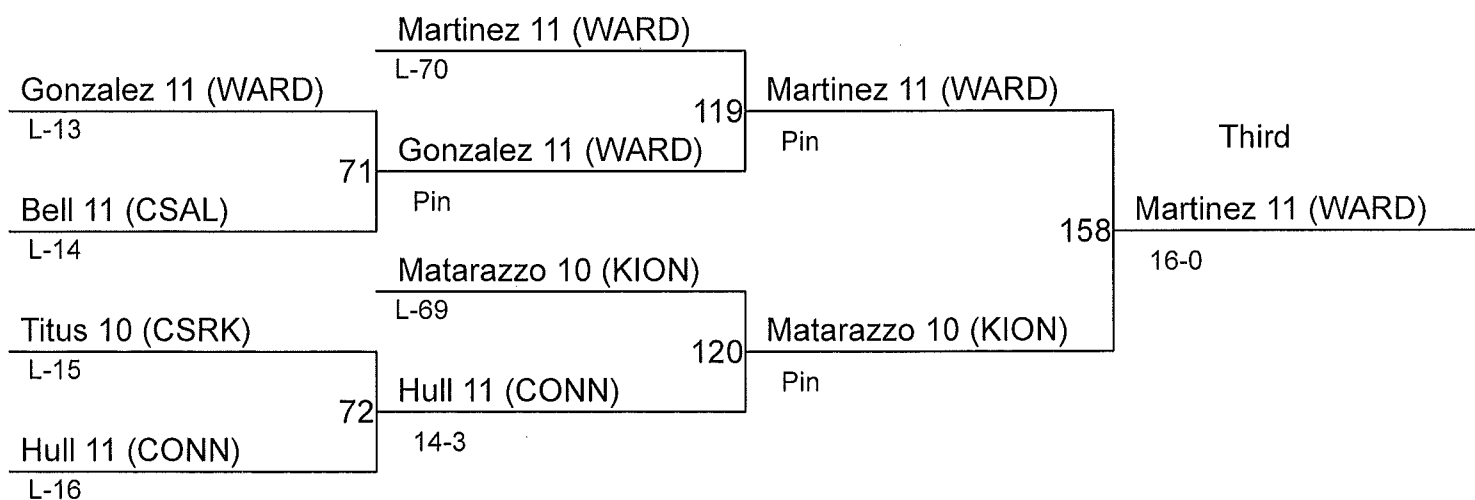 Martinez 11 (WARD)
L-70
Gonzalez 11 (WARD)
L-13
119
Martinez 11 (WARD)
Pin
Third
71
Gonzalez 11 (WARD)
Pin
Bell 11 (CSAL)
L-14
158
Martinez 11 (WARD)
16-0
Matarazzo 10 (KION)
L-69
Titus 10 (CSRK)
L-15
120
Matarazzo 10 (KION)
Pin
72
Hull 11 (CONN)
14-3
Hull 11 (CONN)
L-16